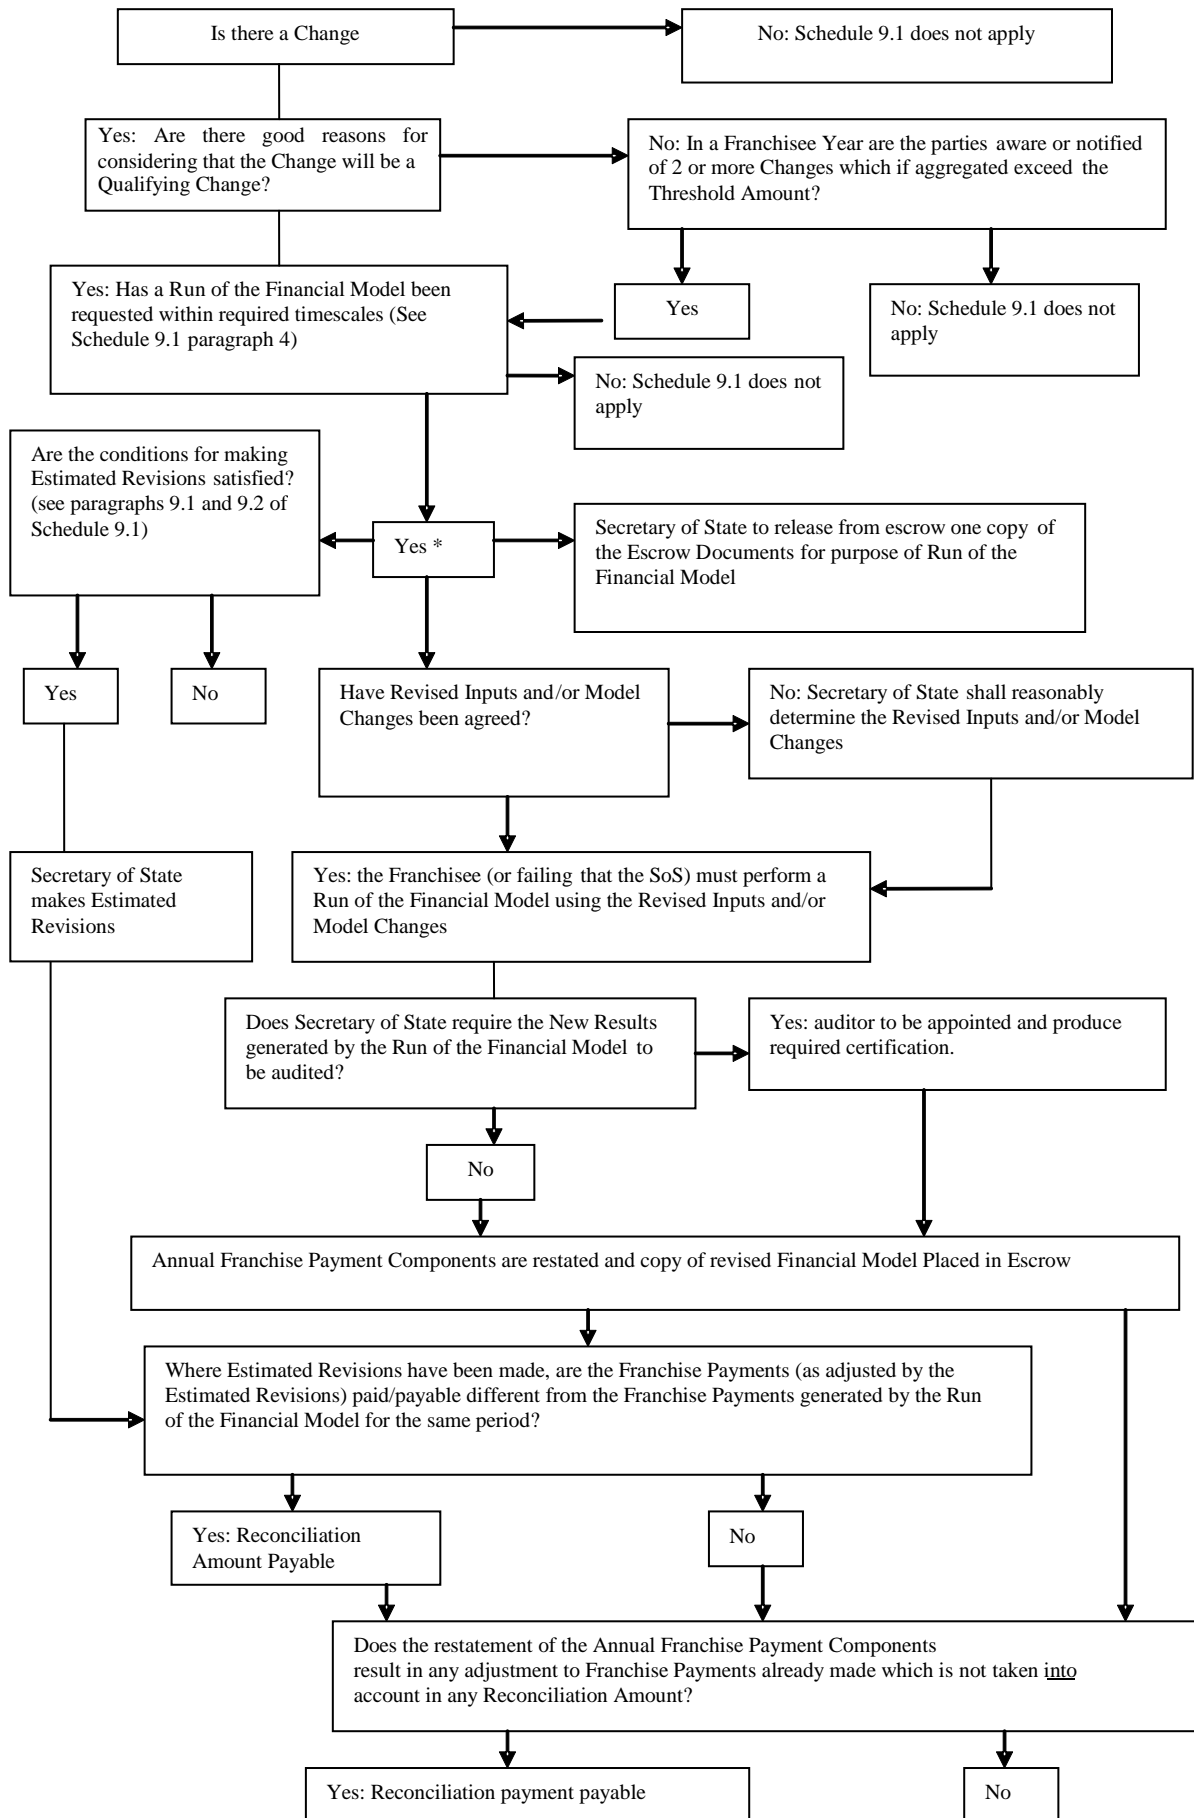 Is there a Change
No: Schedule 9.1 does not apply
Yes: Are there good reasons for
considering that the Change will be a
Qualifying Change?
No: In a Franchisee Year are the parties aware or notified
of 2 or more Changes which if aggregated exceed the
Threshold Amount?
Yes: Has a Run of the Financial Model been
requested within required timescales (See
Schedule 9.1 paragraph 4)
Yes
No: Schedule 9.1 does not
apply
No: Schedule 9.1 does not
apply
Are the conditions for making
Estimated Revisions satisfied?
(see paragraphs 9.1 and 9.2 of
Schedule 9.1)
Yes *
Secretary of State to release from escrow one copy of
the Escrow Documents for purpose of Run of the
Financial Model
Yes
No
Have Revised Inputs and/or Model
Changes been agreed?
No: Secretary of State shall reasonably
determine the Revised Inputs and/or Model
Changes
Secretary of State
makes Estimated
Revisions
Yes: the Franchisee (or failing that the SoS) must perform a
Run of the Financial Model using the Revised Inputs and/or
Model Changes
Does Secretary of State require the New Results
generated by the Run of the Financial Model to
be audited?
Yes: auditor to be appointed and produce
required certification.
No
Annual Franchise Payment Components are restated and copy of revised Financial Model Placed in Escrow
Where Estimated Revisions have been made, are the Franchise Payments (as adjusted by the
Estimated Revisions) paid/payable different from the Franchise Payments generated by the Run
of the Financial Model for the same period?
Yes: Reconciliation
Amount Payable
No
Does the restatement of the Annual Franchise Payment Components
result in any adjustment to Franchise Payments already made which is not taken into
account in any Reconciliation Amount?
Yes: Reconciliation payment payable
No